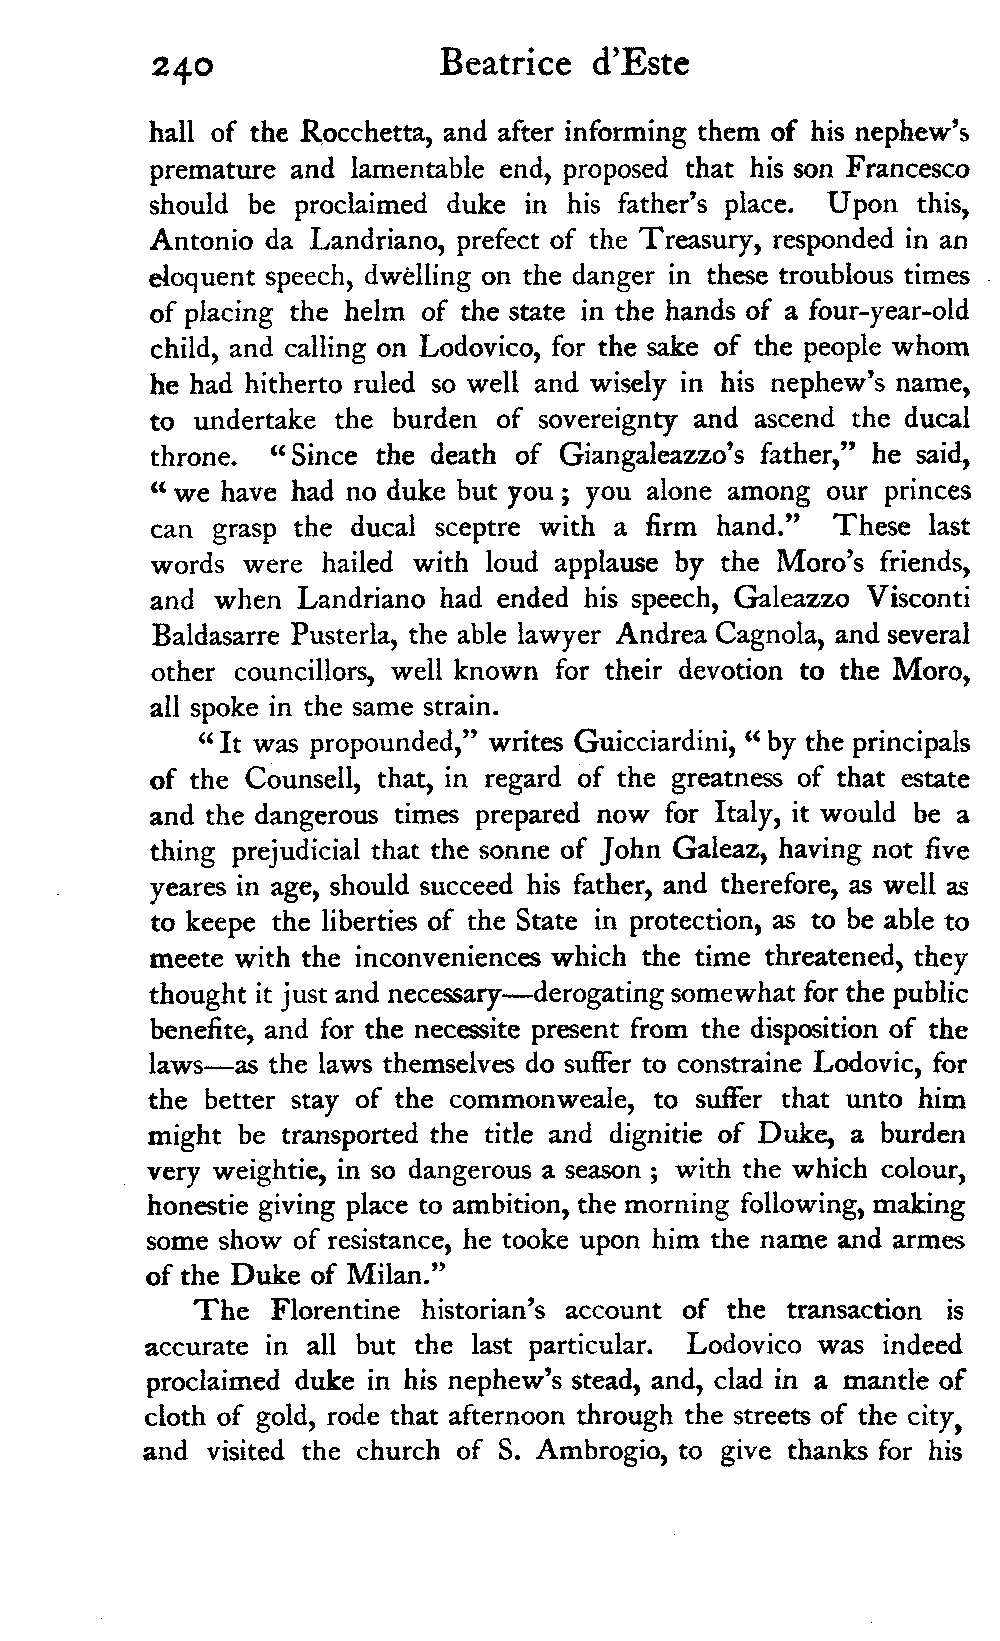 240 Beatrice d'Este
hall of the Rocchetta, and after informing them of his nephew's
premature and lamentable end, proposed that his son Francesco
should be proclaimed duke in his father's place. Upon this,
Antonio da Landriano, prefect of the Treasury, responded in an
eloquent speech, dwelling on the danger in these troublous times
of placing the helm of the state in the hands of a four-year-old
child, and calling on Lodovico, for the sake of the people whom
he had hitherto ruled so well and wisely in his nephew's name,
to undertake the burden of sovereignty and ascend the ducal
throne. "Since the death of Giangaleazzo's father," he said,
"we have had no duke but you; you alone among our princes
can grasp the ducal sceptre with a firm hand." These last
words were hailed with loud applause by the Moro's friends,
and when Landriano had ended his speech, Galeazzo Visconti
Baldasarre Pusterla, the able lawyer Andrea Cagnola, and several
other councillors, well known for their devotion to the Moro,
all spoke in the same strain.
"It was propounded," writes Guicciardini, "by the principals
of the Counsell, that, in regard of the greatness of that estate
and the dangerous times prepared now for Italy, it would be a
thing prejudicial that the sonne of John Galeaz, having not five
yeares in age, should succeed his father, and therefore, as well as
to keepe the liberties of the State in protection, as to be able to
meete with the inconveniences which the time threatened, they
thought it just and necessary—derogating somewhat for the public
benefite, and for the necessite present from the disposition of the
laws—as the laws themselves do suffer to constraine Lodovic, for
the better stay of the commonweale, to suffer that unto him
might be transported the title and dignitie of Duke, a burden
very weightie, in so dangerous a season; with the which colour,
honestie giving place to ambition, the morning following, making
some show of resistance, he tooke upon him the name and armes
of the Duke of Milan."
The Florentine historian's account of the transaction is
accurate in all but the last particular. Lodovico was indeed
proclaimed duke in his nephew's stead, and, clad in a mantle of
cloth of gold, rode that afternoon through the streets of the city,
and visited the church of S. Ambrogio, to give thanks for his